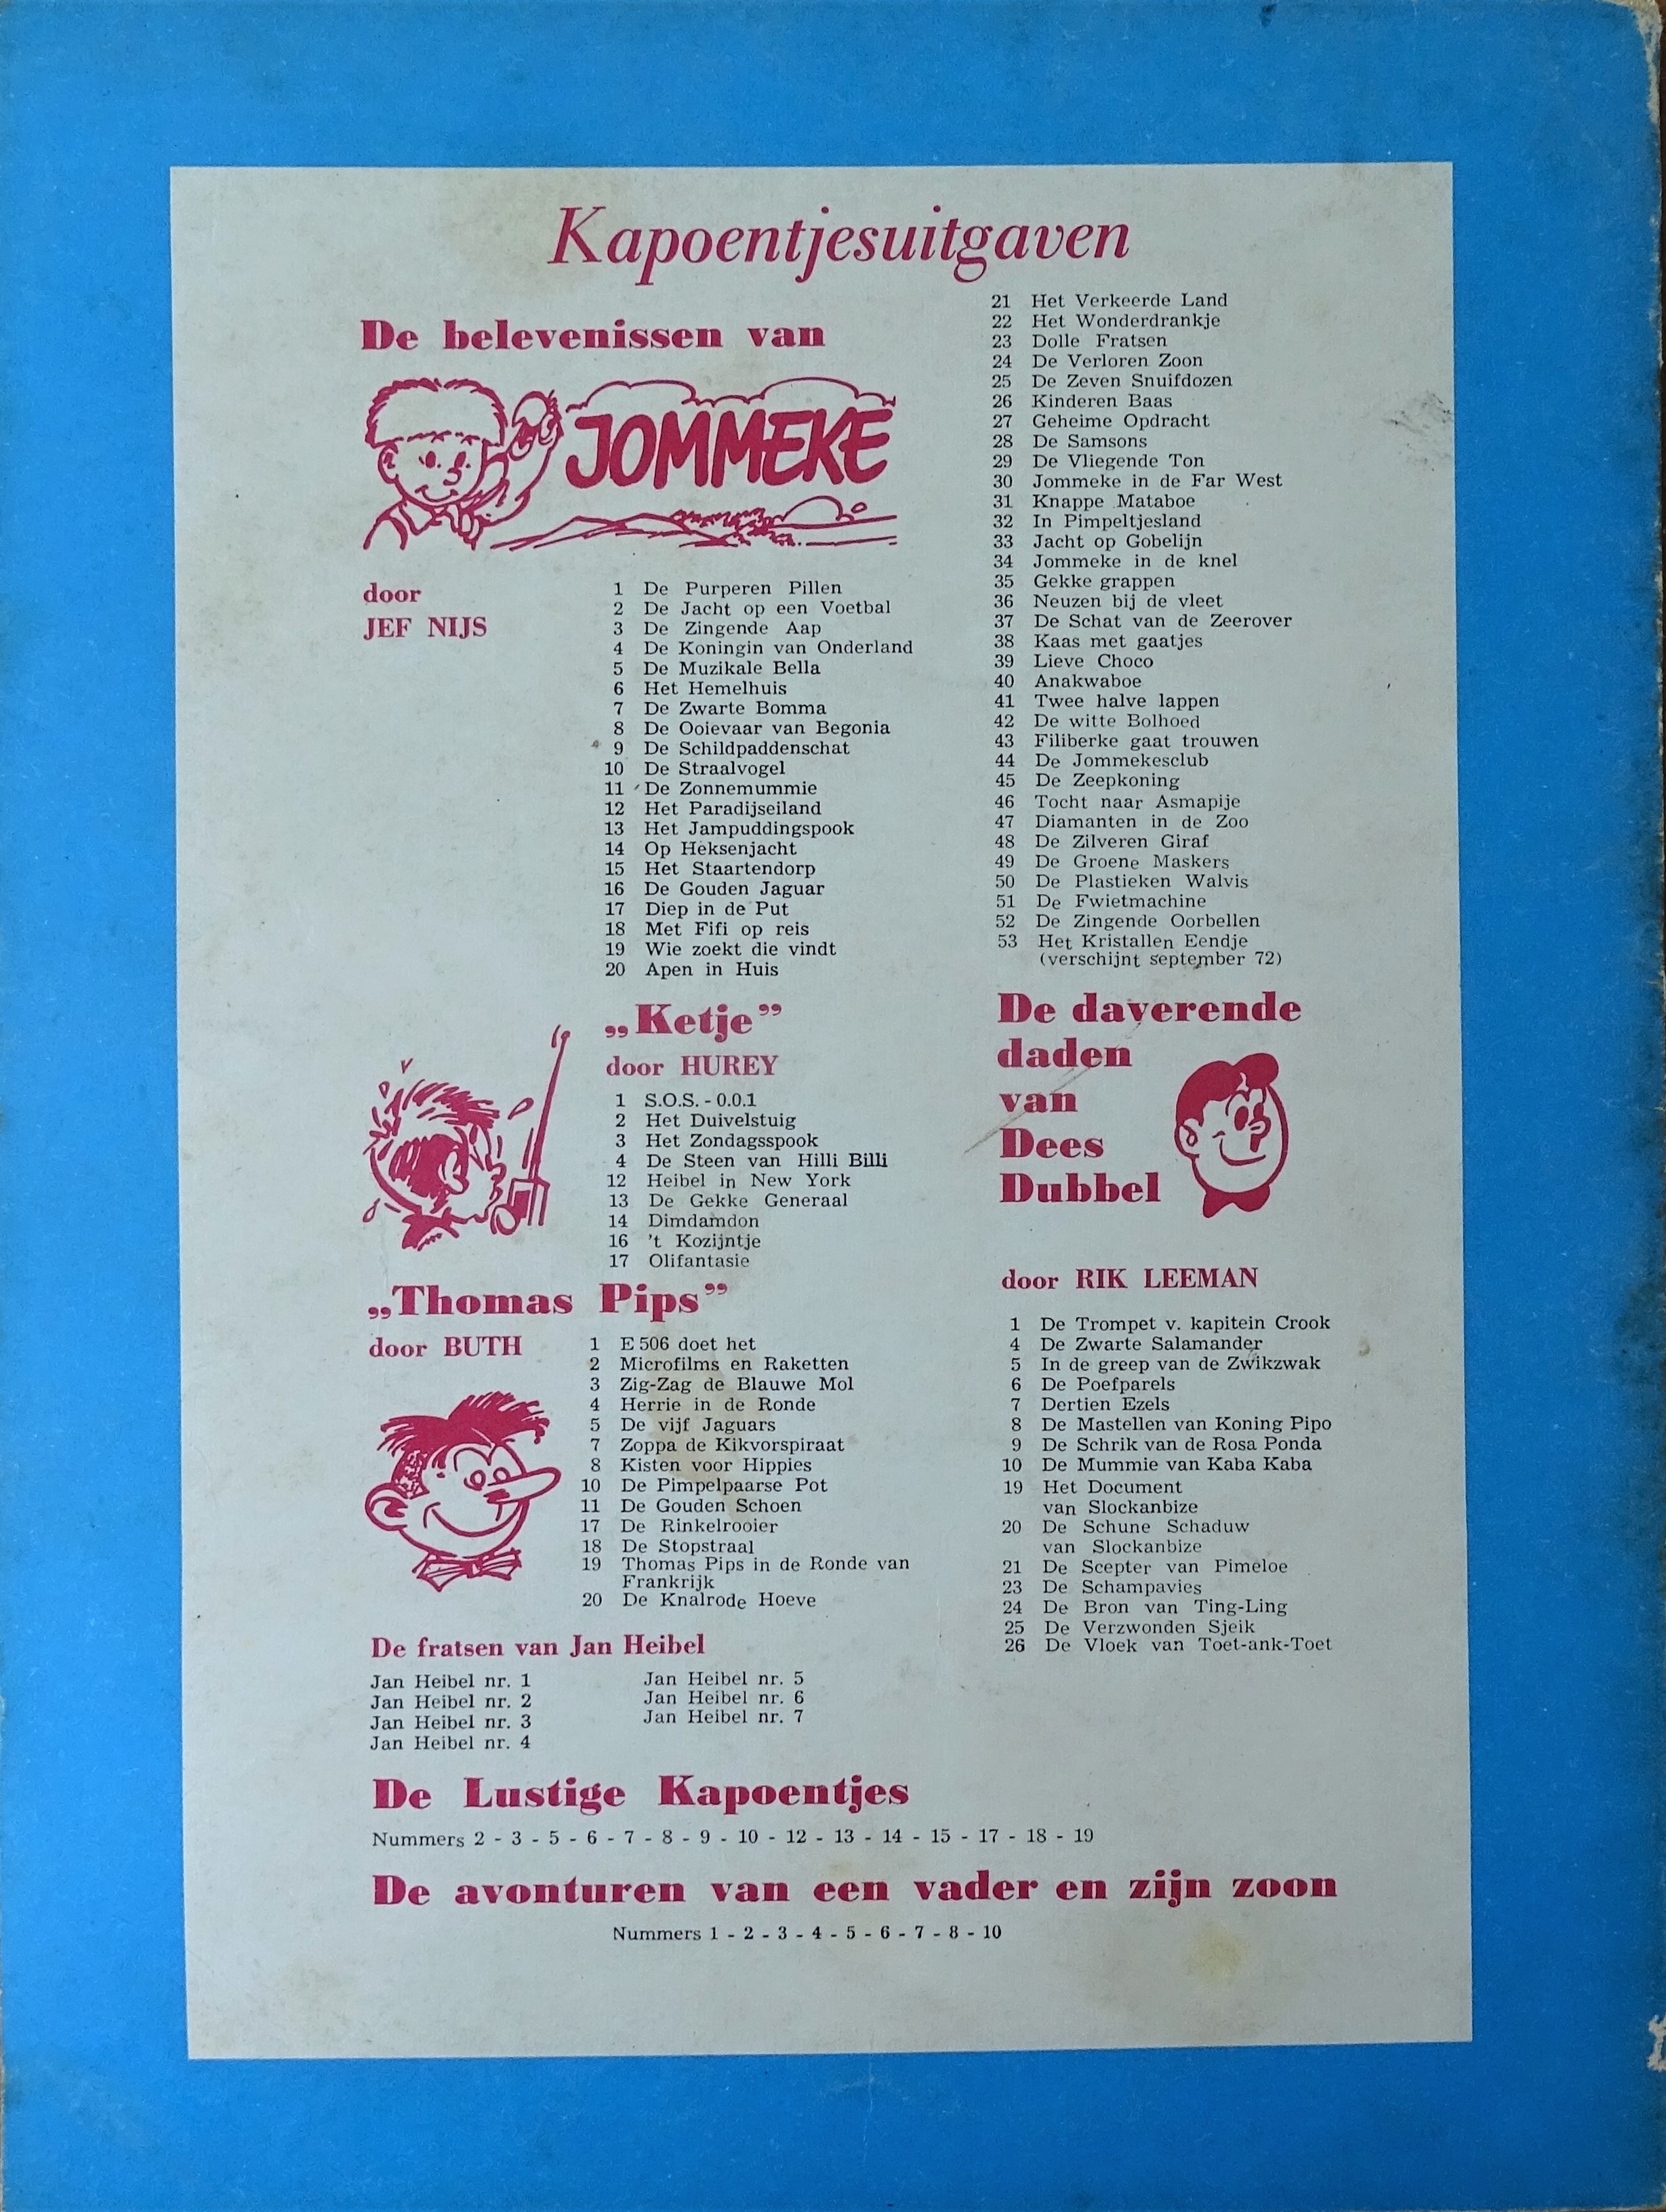 Kapoentjesuitgaven
De belevenissen van
JOMMEKE
door
JEF NIJS
1 De Purperen Pillen
2 De Jacht op een Voetbal
3 De Zingende Aap
4 De Koningin van Onderland
5 De Muzikale Bella
6 Het Hemelhuis
7 De Zwarte Bomma
8 De Ooievaar van Begonia
9 De Schildpaddenschat
10 De Straalvogel
11 De Zonnemummie
12 Het Paradijseiland
13 Het Jampuddingspook
14 Op Heksenjacht
15 Het Staartendorp
16 De Gouden Jaguar
17 Diep in de Put
18 Met Fifi op reis
19 Wie zoekt die vindt
20 Apen in Huis
21 Het Verkeerde Land
22 Het Wonderdrankje
23 Dolle Fratsen
24 De Verloren Zoon
25 De Zeven Snuifdozen
26 Kinderen Baas
27 Geheime Opdracht
28 De Samsons
29 De Vliegende Ton
30 Jommeke in de Far West
31 Knappe Mataboe
32 In Pimpeltjesland
33 Jacht op Gobelijn
34 Jommeke in de knel
35 Gekke grappen
36 Neuzen bij de vleet
37 De Schat van de Zeerover
38 Kaas met gaatjes
39 Lieve Choco
40 Anakwaboe
41 Twee halve lappen
42 De witte Bolhoed
43 Filiberke gaat trouwen
44 De Jommekesclub
45 De Zeepkoning
46 Tocht naar Asmapije
47 Diamanten in de Zoo
48 De Zilveren Giraf
49 De Groene Maskers
50 De Plastieken Walvis
51 De Fwietmachine
52 De Zingende Oorbellen
53 Het Kristallen Eendje
(verschijnt september 72)
„Ketje”
door HUREY
1 S.O.S. - 0.0.1
2 Het Duivelstuig
3 Het Zondagsspook
4 De Steen van Hilli Billi
12 Heibel in New York
13 De Gekke Generaal
14 Dimdamdon
16 't Kozijntje
17 Olifantasie
„Thomas Pips”
door BUTH
1 E 506 doet het
2 Microfilms en Raketten
3 Zig-Zag de Blauwe Mol
4 Herrie in de Ronde
5 De vijf Jaguars
7 Zoppa de Kikvorspiraat
8 Kisten voor Hippies
10 De Pimpelpaarse Pot
11 De Gouden Schoen
17 De Rinkelrooier
18 De Stopstraal
19 Thomas Pips in de Ronde van
Frankrijk
20 De Knalrode Hoeve
De daverende
daden
van
Dees
Dubbel
door RIK LEEMAN
1 De Trompet v. kapitein Crook
4 De Zwarte Salamander
5 In de greep van de Zwikzwak
6 De Poefparels
7 Dertien Ezels
8 De Mastellen van Koning Pipo
9 De Schrik van de Rosa Ponda
10 De Mummie van Kaba Kaba
19 Het Document
van Slockanbize
20 De Schune Schaduw
van Slockanbize
21 De Scepter van Pimeloe
23 De Schampavies
24 De Bron van Ting-Ling
25 De Verzwonden Sjeik
26 De Vloek van Toet-ank-Toet
De fratsen van Jan Heibel
Jan Heibel nr. 1
Jan Heibel nr. 2
Jan Heibel nr. 3
Jan Heibel nr. 4
Jan Heibel nr. 5
Jan Heibel nr. 6
Jan Heibel nr. 7
De Lustige Kapoentjes
Nummers 2 - 3 - 5 - 6 - 7 - 8 - 9 - 10 - 12 - 13 - 14 - 15 - 17 - 18 - 19
De avonturen van een vader en zijn zoon
Nummers 1 - 2 - 3 - 4 - 5 - 6 - 7 - 8 - 10